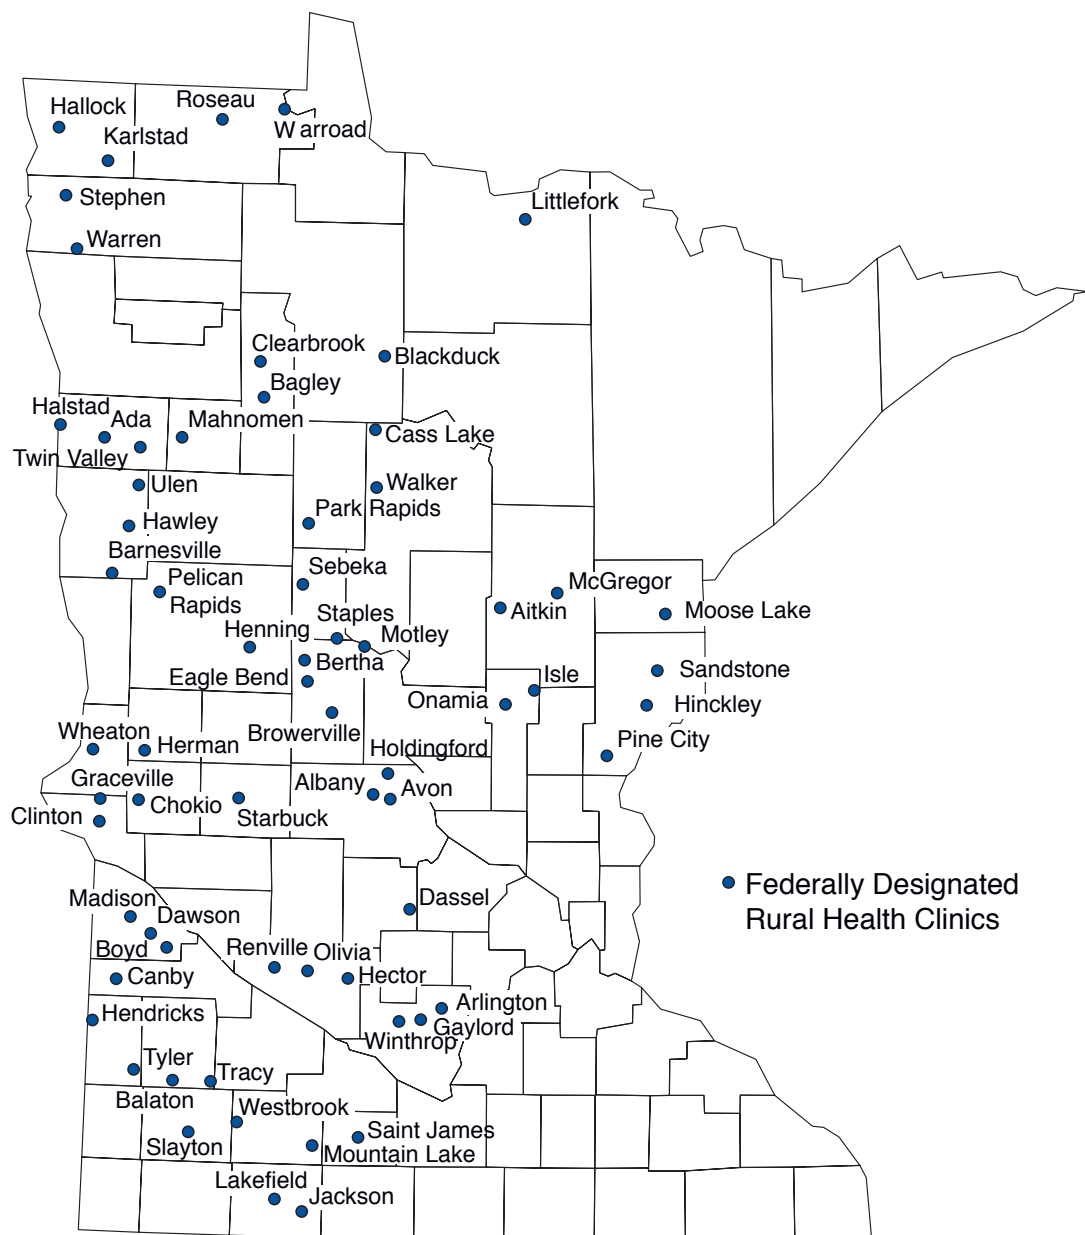 Hallock
Roseau
Karlstad
Warroad
Stephen
Littlefork
Warren
Clearbrook
Blackduck
Bagley
Halstad
Ada
Mahnomen
Cass Lake
Twin Valley
Ulen
Walker
Park Rapids
Hawley
Barnesville
Sebeka
Pelican
Rapids
McGregor
Aitkin
Moose Lake
Staples
Henning
Motley
Bertha
Eagle Bend
Isle
Sandstone
Onamia
Hinckley
Browerville
Wheaton
Herman
Holdingford
Pine City
Graceville
Albany
Avon
Chokio
Clinton
Starbuck
Federally Designated
Rural Health Clinics
Madison
Dassel
Dawson
Boyd
Renville
Olivia
Canby
Hector
Arlington
Hendricks
Gaylord
Winthrop
Tyler
Tracy
Balaton
Westbrook
Saint James
Slayton
Mountain Lake
Lakefield
Jackson